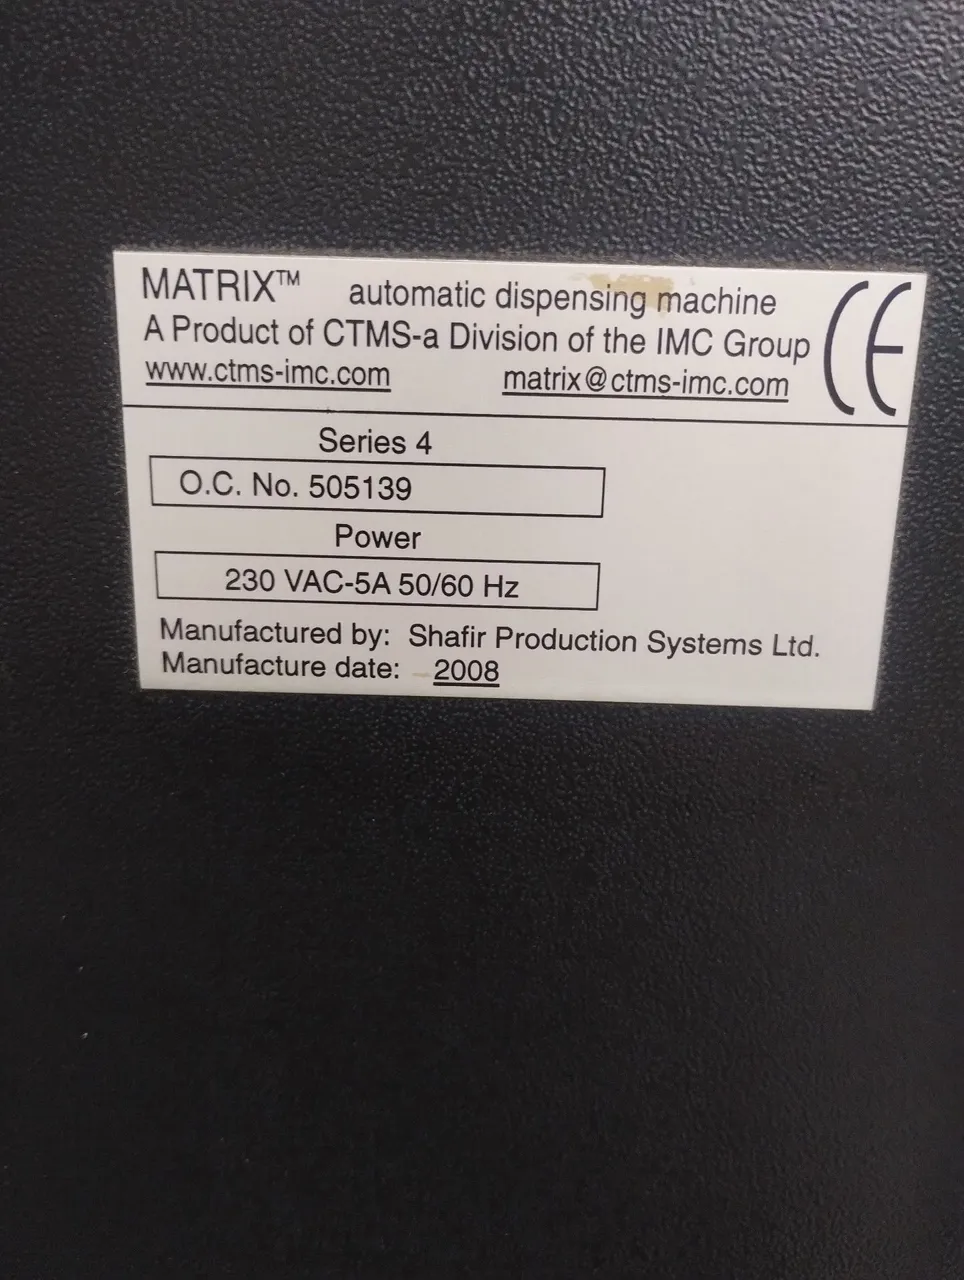 MATRIX™ automatic dispensing machine
A Product of CTMS-a Division of the IMC Group
www.ctms-imc.com matrix@ctms-imc.com
CE
Series 4
O.C. No. 505139
Power
230 VAC-5A 50/60 Hz
Manufactured by: Shafir Production Systems Ltd.
Manufacture date: 2008